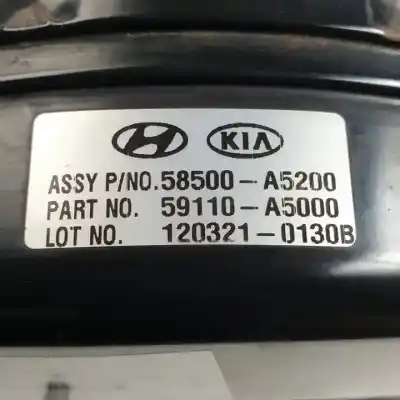 KIA
ASSY P/NO.58500-A5200
PART NO. 59110-A5000
LOT NO. 120321-0130B